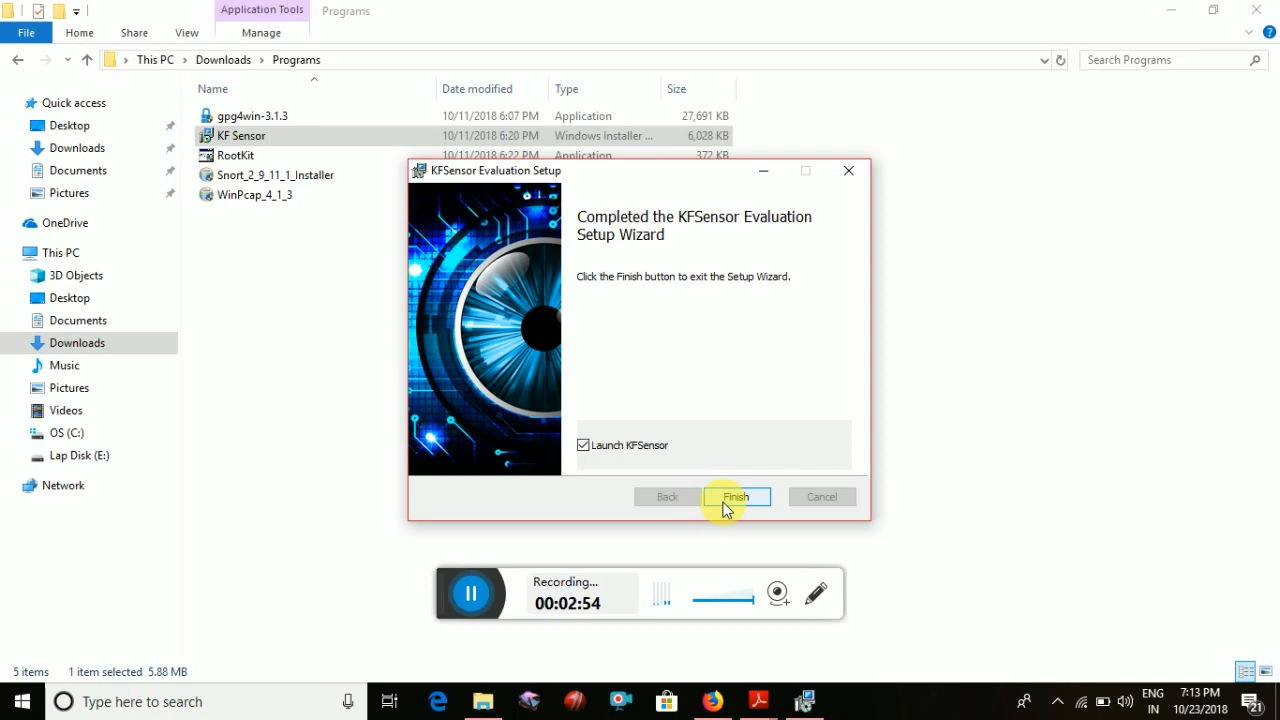 Application Tools
Programs
File
Home
Share
View
Manage
This PC
Downloads
Programs
Search Programs
Name
Date modified
Type
Size
Quick access
Desktop
Downloads
Documents
Pictures
OneDrive
This PC
3D Objects
Desktop
Documents
Downloads
Music
Pictures
Videos
OS (C:)
Lap Disk (E:)
Network
gpg4win-3.1.3 10/11/2018 6:07 PM Application 27,691 KB
KF Sensor 10/11/2018 6:20 PM Windows Installer ... 6,028 KB
RootKit 10/11/2018 6:22 PM Application 372 KB
Snort_2_9_11_1_Installer
WinPcap_4_1_3
KFSensor Evaluation Setup
Completed the KFSensor Evaluation
Setup Wizard
Click the Finish button to exit the Setup Wizard.
Launch KFSensor
Back
Finish
Cancel
Recording...
00:02:54
5 items
1 item selected 5.88 MB
Type here to search
ENG
IN
7:13 PM
10/23/2018
21